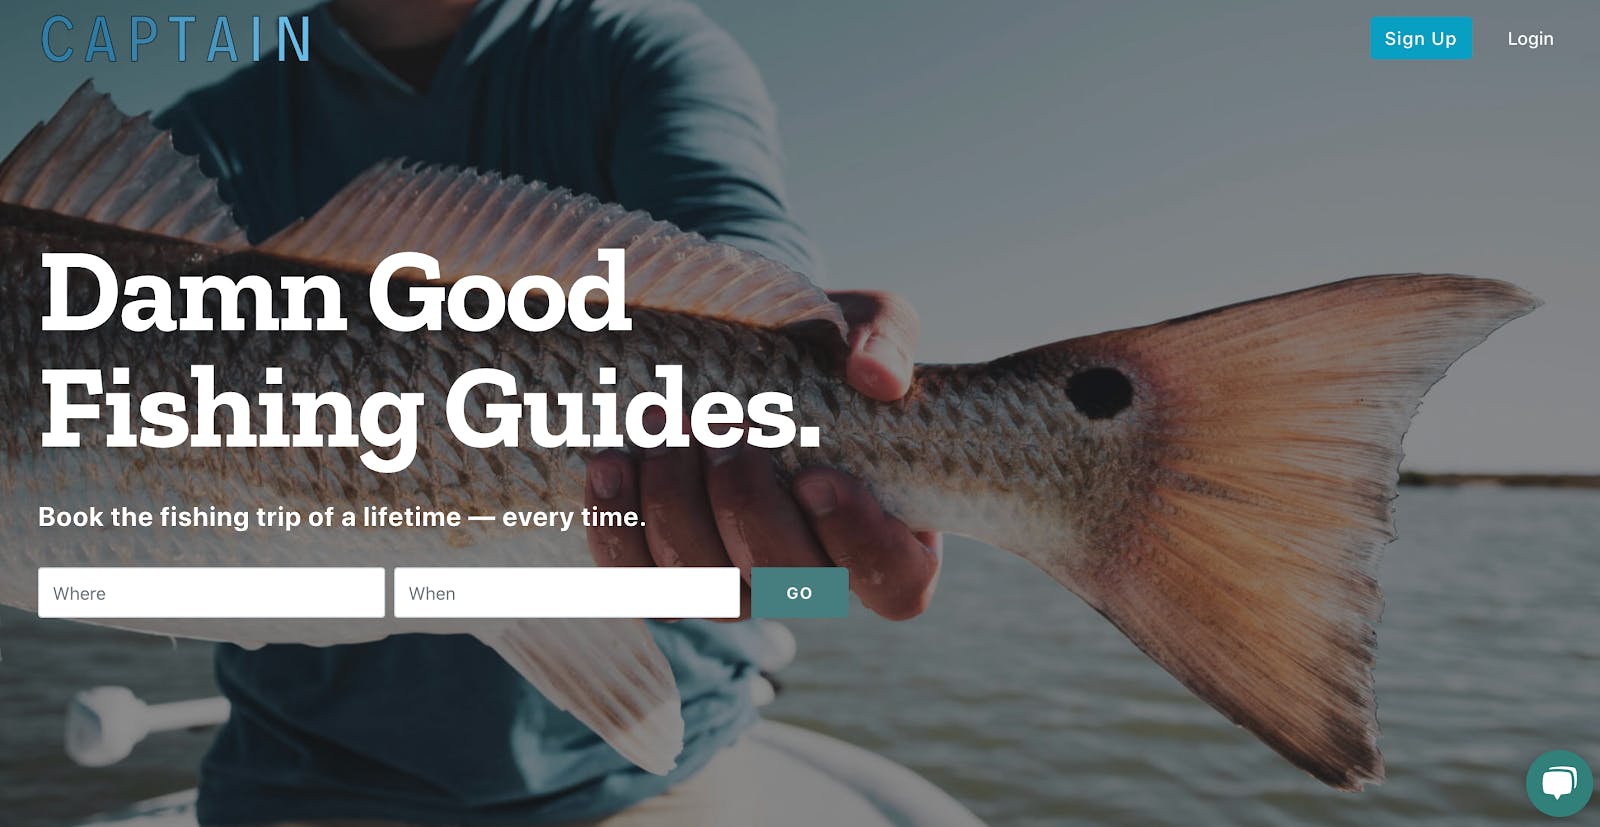 CAPTAIN
Sign Up
Login
Damn Good
Fishing Guides.
Book the fishing trip of a lifetime — every time.
Where
When
GO